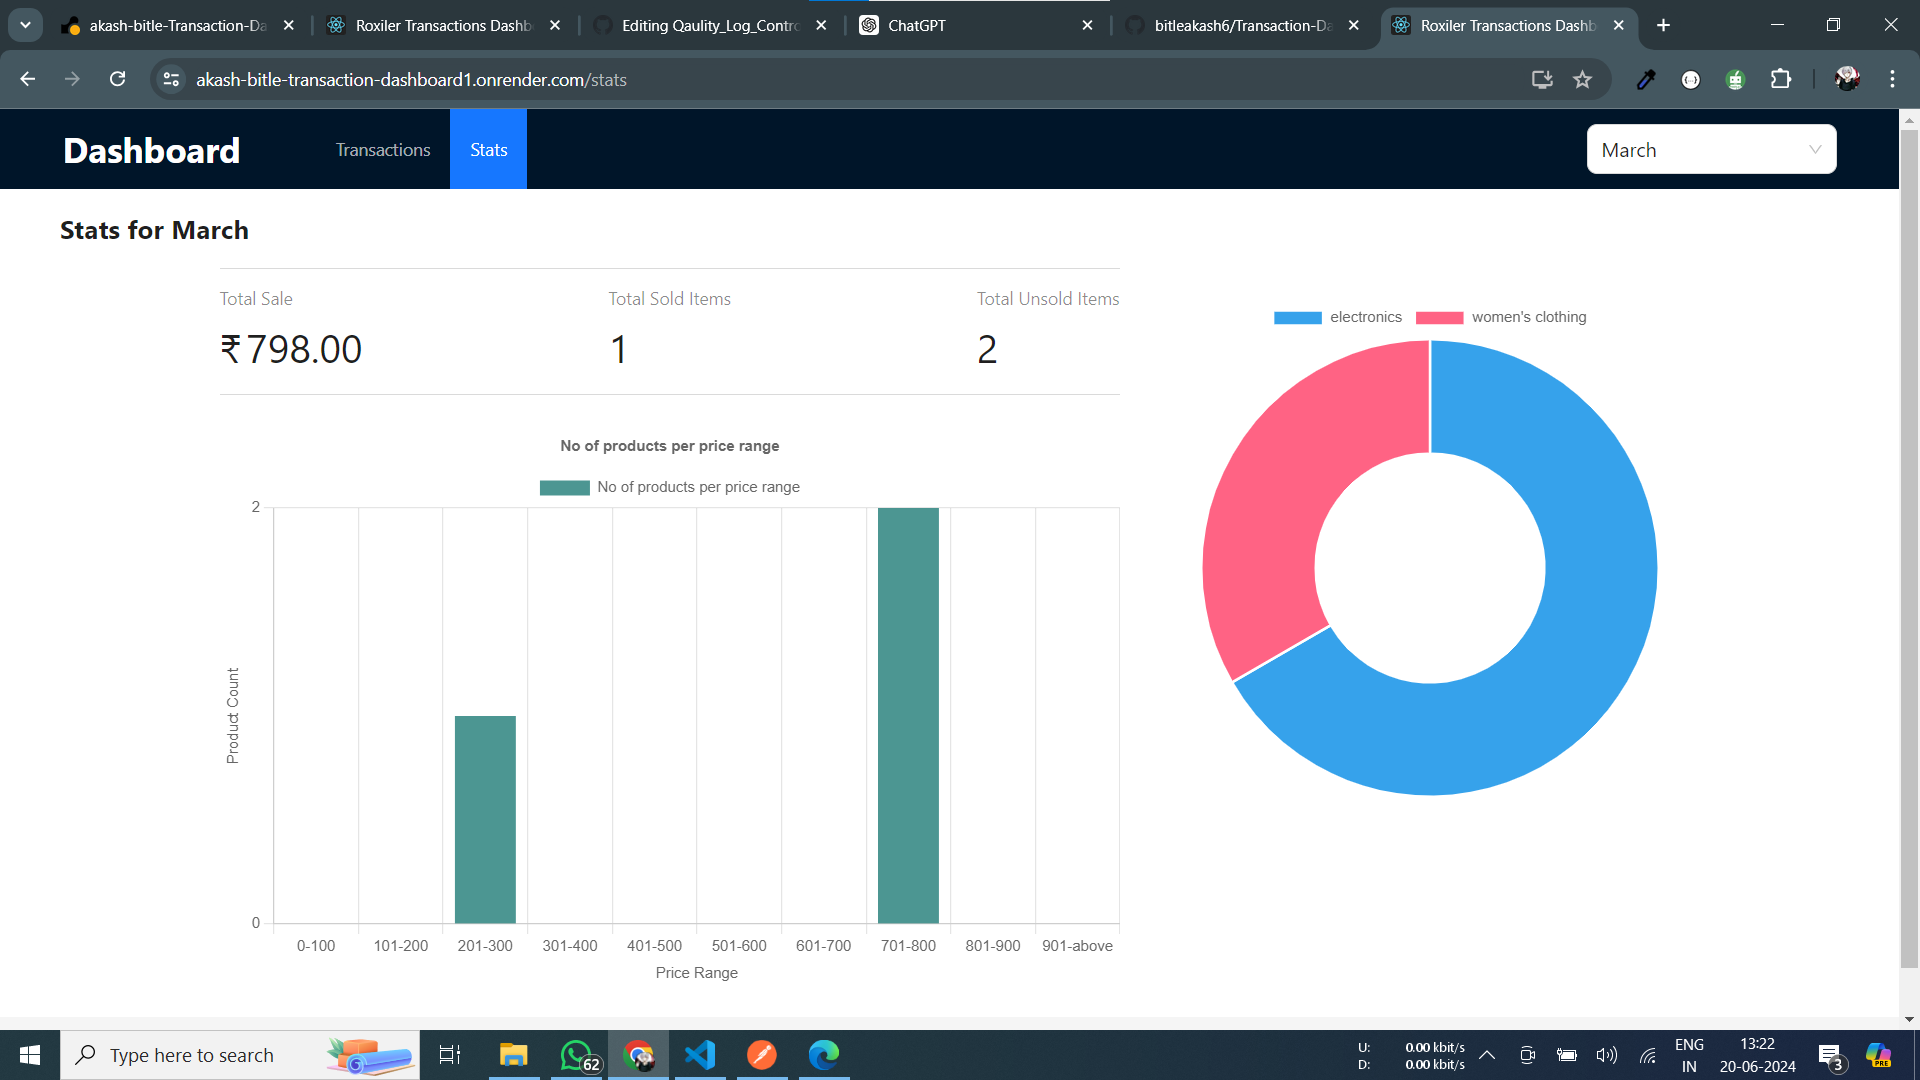 akash-bitle-Transaction-Da
Roxiler Transactions Dashb
Editing Qaulity_Log_Contro
ChatGPT
bitleakash6/Transaction-Da
Roxiler Transactions Dashb
akash-bitle-transaction-dashboard1.onrender.com/stats
Dashboard
Transactions
Stats
March
Stats for March
Total Sale
Total Sold Items
Total Unsold Items
₹798.00
1
2
electronics
women's clothing
No of products per price range
No of products per price range
2
0
Product Count
0-100
101-200
201-300
301-400
401-500
501-600
601-700
701-800
801-900
901-above
Price Range
Type here to search
62
U: 0.00 kbit/s
D: 0.00 kbit/s
ENG
IN
13:22
20-06-2024
3
PRE